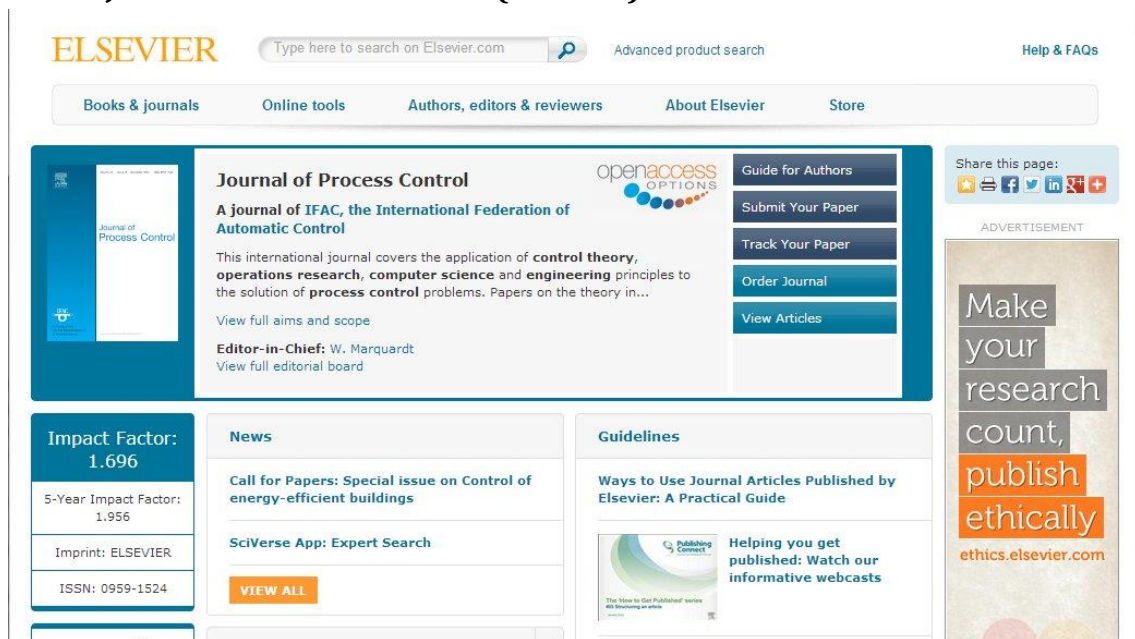 ELSEVIER
Type here to search on Elsevier.com
Advanced product search
Help & FAQs
Books & journals
Online tools
Authors, editors & reviewers
About Elsevier
Store
Journal of
Process Control
IFAC
Journal of Process Control
A journal of IFAC, the International Federation of
Automatic Control
This international journal covers the application of control theory,
operations research, computer science and engineering principles to
the solution of process control problems. Papers on the theory in...
View full aims and scope
Editor-in-Chief: W. Marquardt
View full editorial board
openaccess
OPTIONS
Guide for Authors
Submit Your Paper
Track Your Paper
Order Journal
View Articles
Share this page:
ADVERTISEMENT
Make
your
research
count,
publish
ethically
ethics.elsevier.com
Impact Factor:
1.696
5-Year Impact Factor:
1.956
Imprint: ELSEVIER
ISSN: 0959-1524
News
Call for Papers: Special issue on Control of
energy-efficient buildings
SciVerse App: Expert Search
VIEW ALL
Guidelines
Ways to Use Journal Articles Published by
Elsevier: A Practical Guide
Publishing
Connect
The 'How to Get Published' series
#03 Structuring an article
Helping you get
published: Watch our
informative webcasts